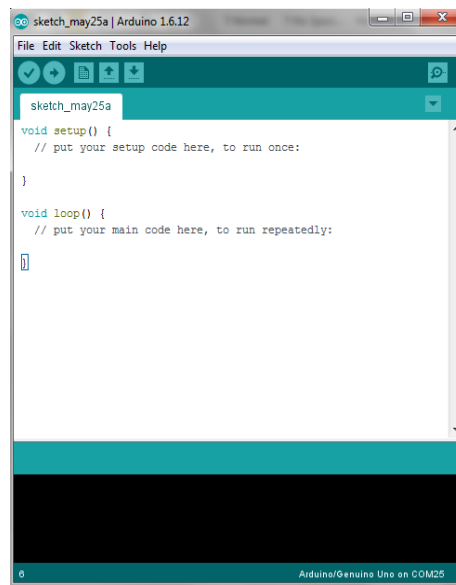 sketch_may25a | Arduino 1.6.12
File Edit Sketch Tools Help
sketch_may25a
void setup() {
  // put your setup code here, to run once:
}
void loop() {
  // put your main code here, to run repeatedly:
}
6 Arduino/Genuino Uno on COM25